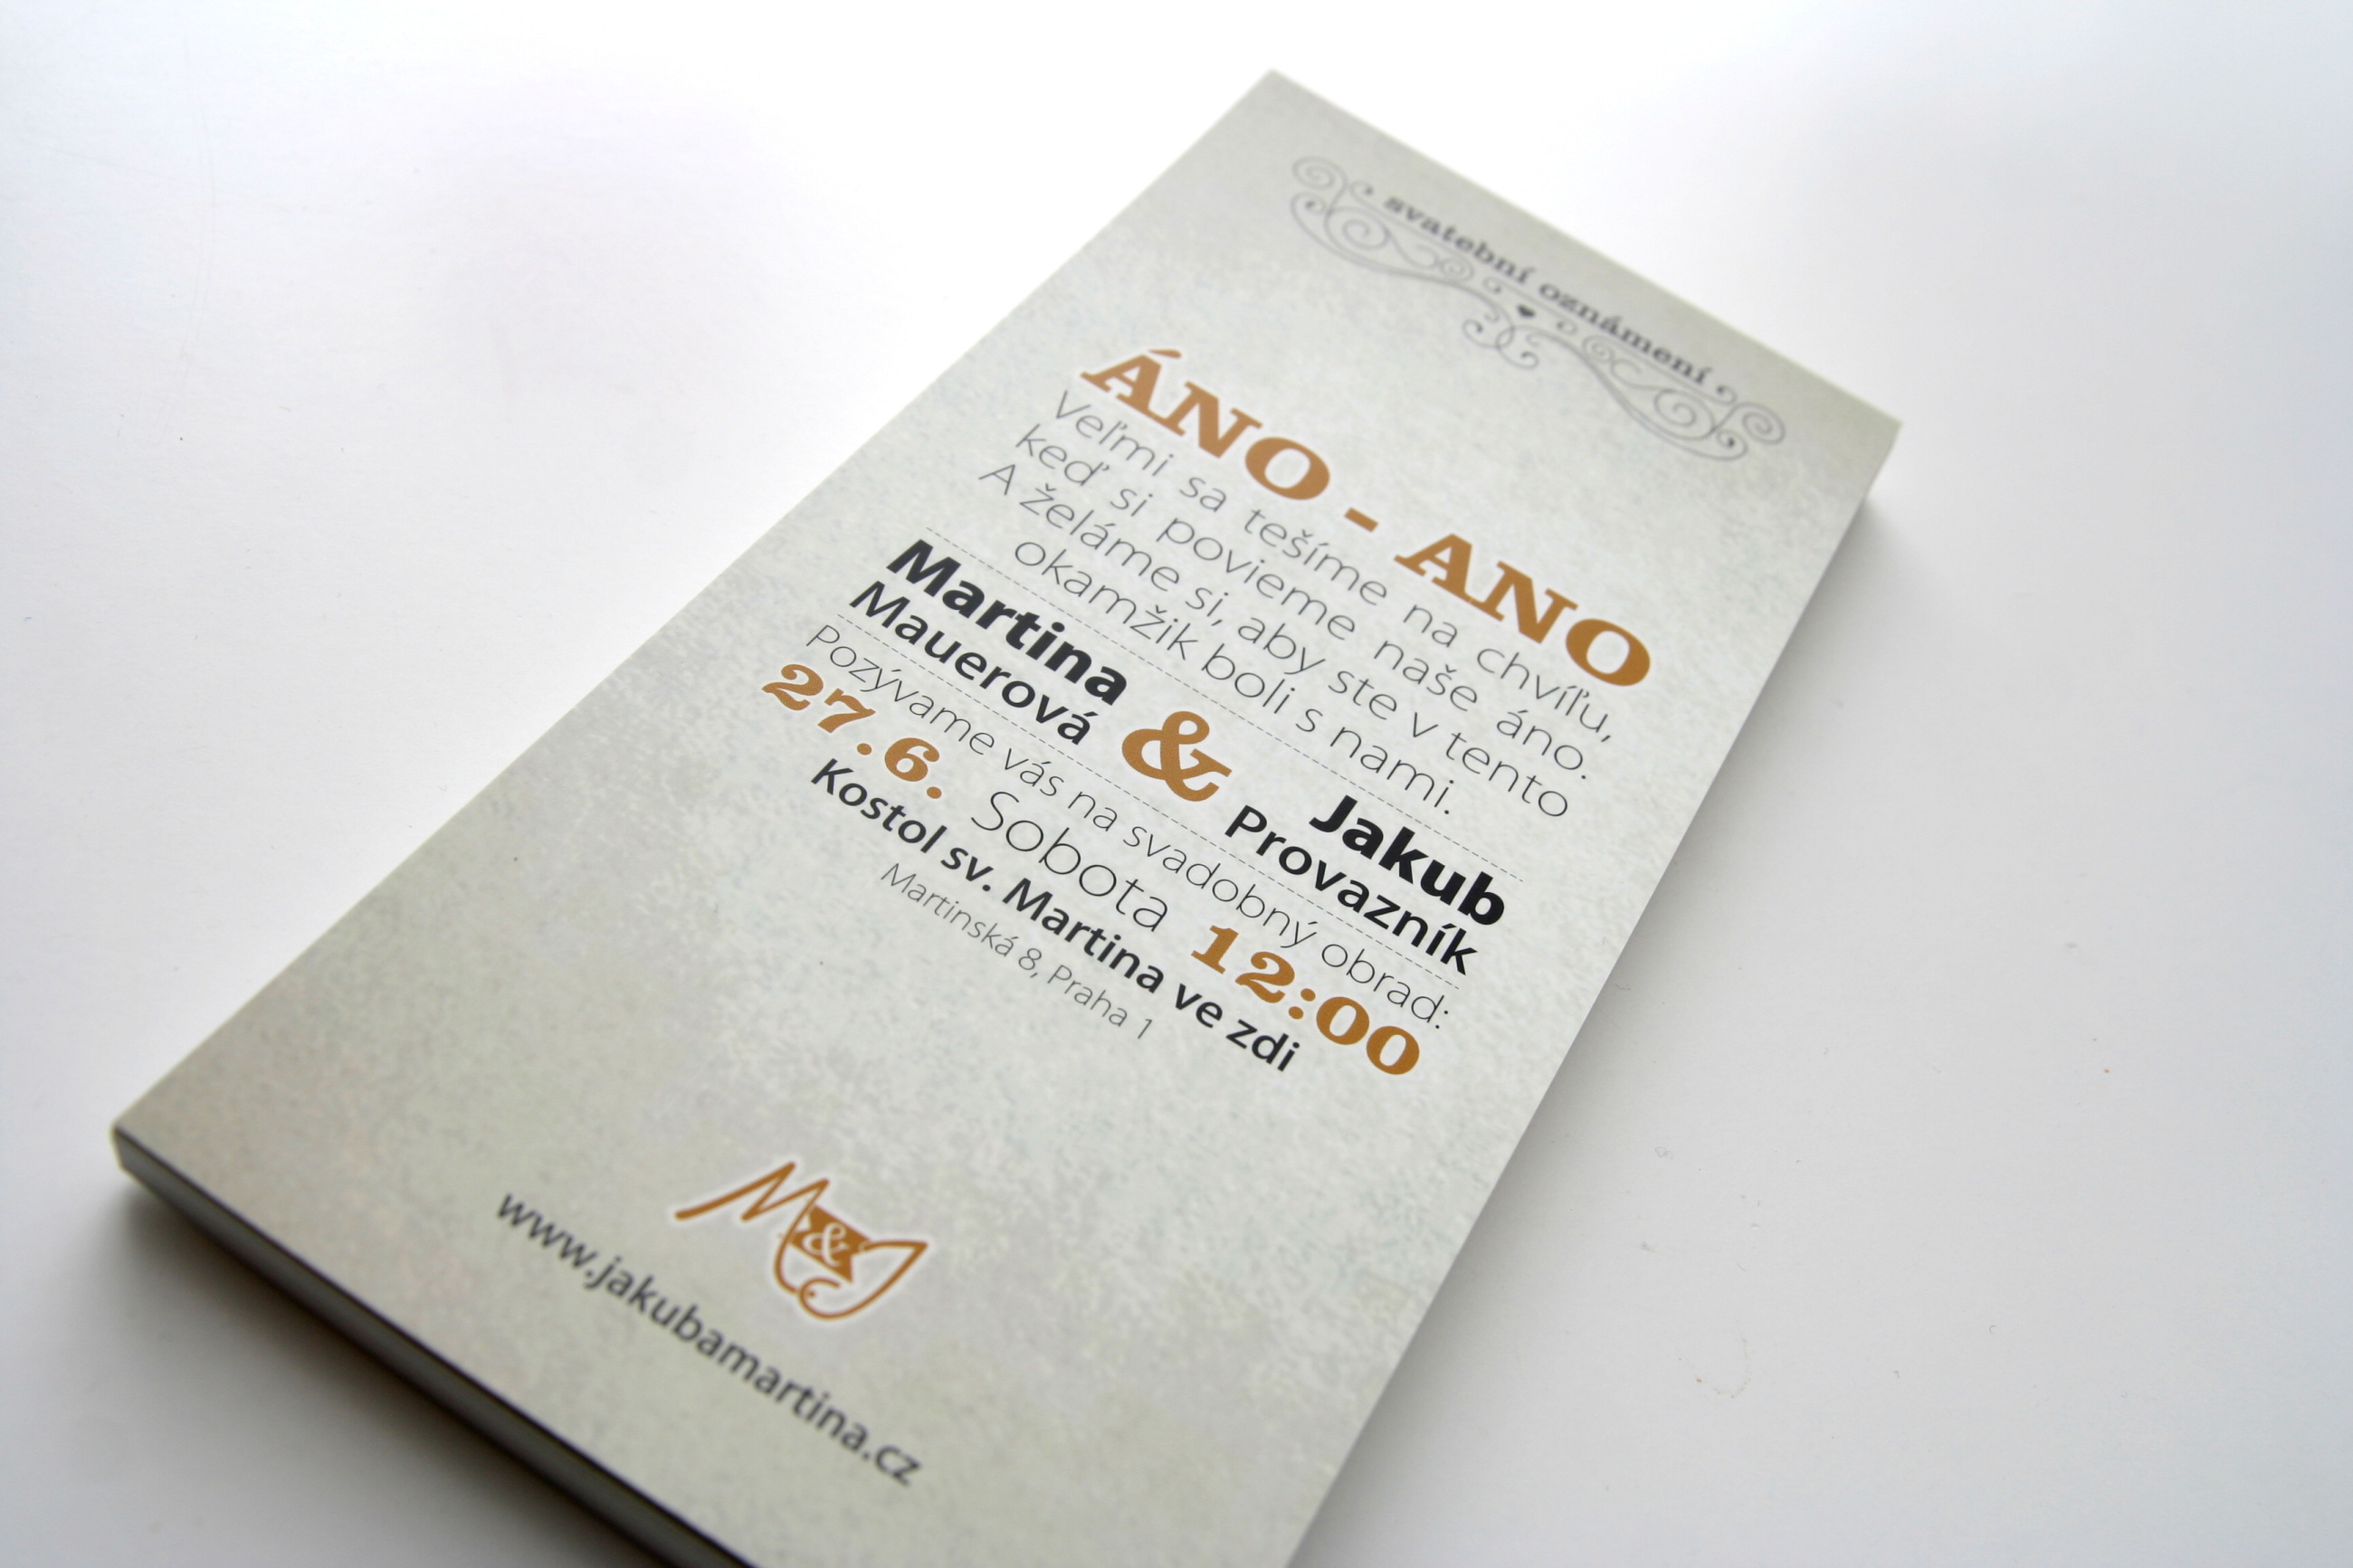 svatební oznámení
ÁNO - ANO
Veľmi sa tešíme na chvíľu,
keď si povieme naše áno.
A želáme si, aby ste v tento
okamžik boli s nami.
Martina
Mauerová
&
Jakub
Provazník
Pozývame vás na svadobný obrad:
27.6. Sobota 12:00
Kostol sv. Martina ve zdi
Martinská 8, Praha 1
M&J
www.jakubamartina.cz